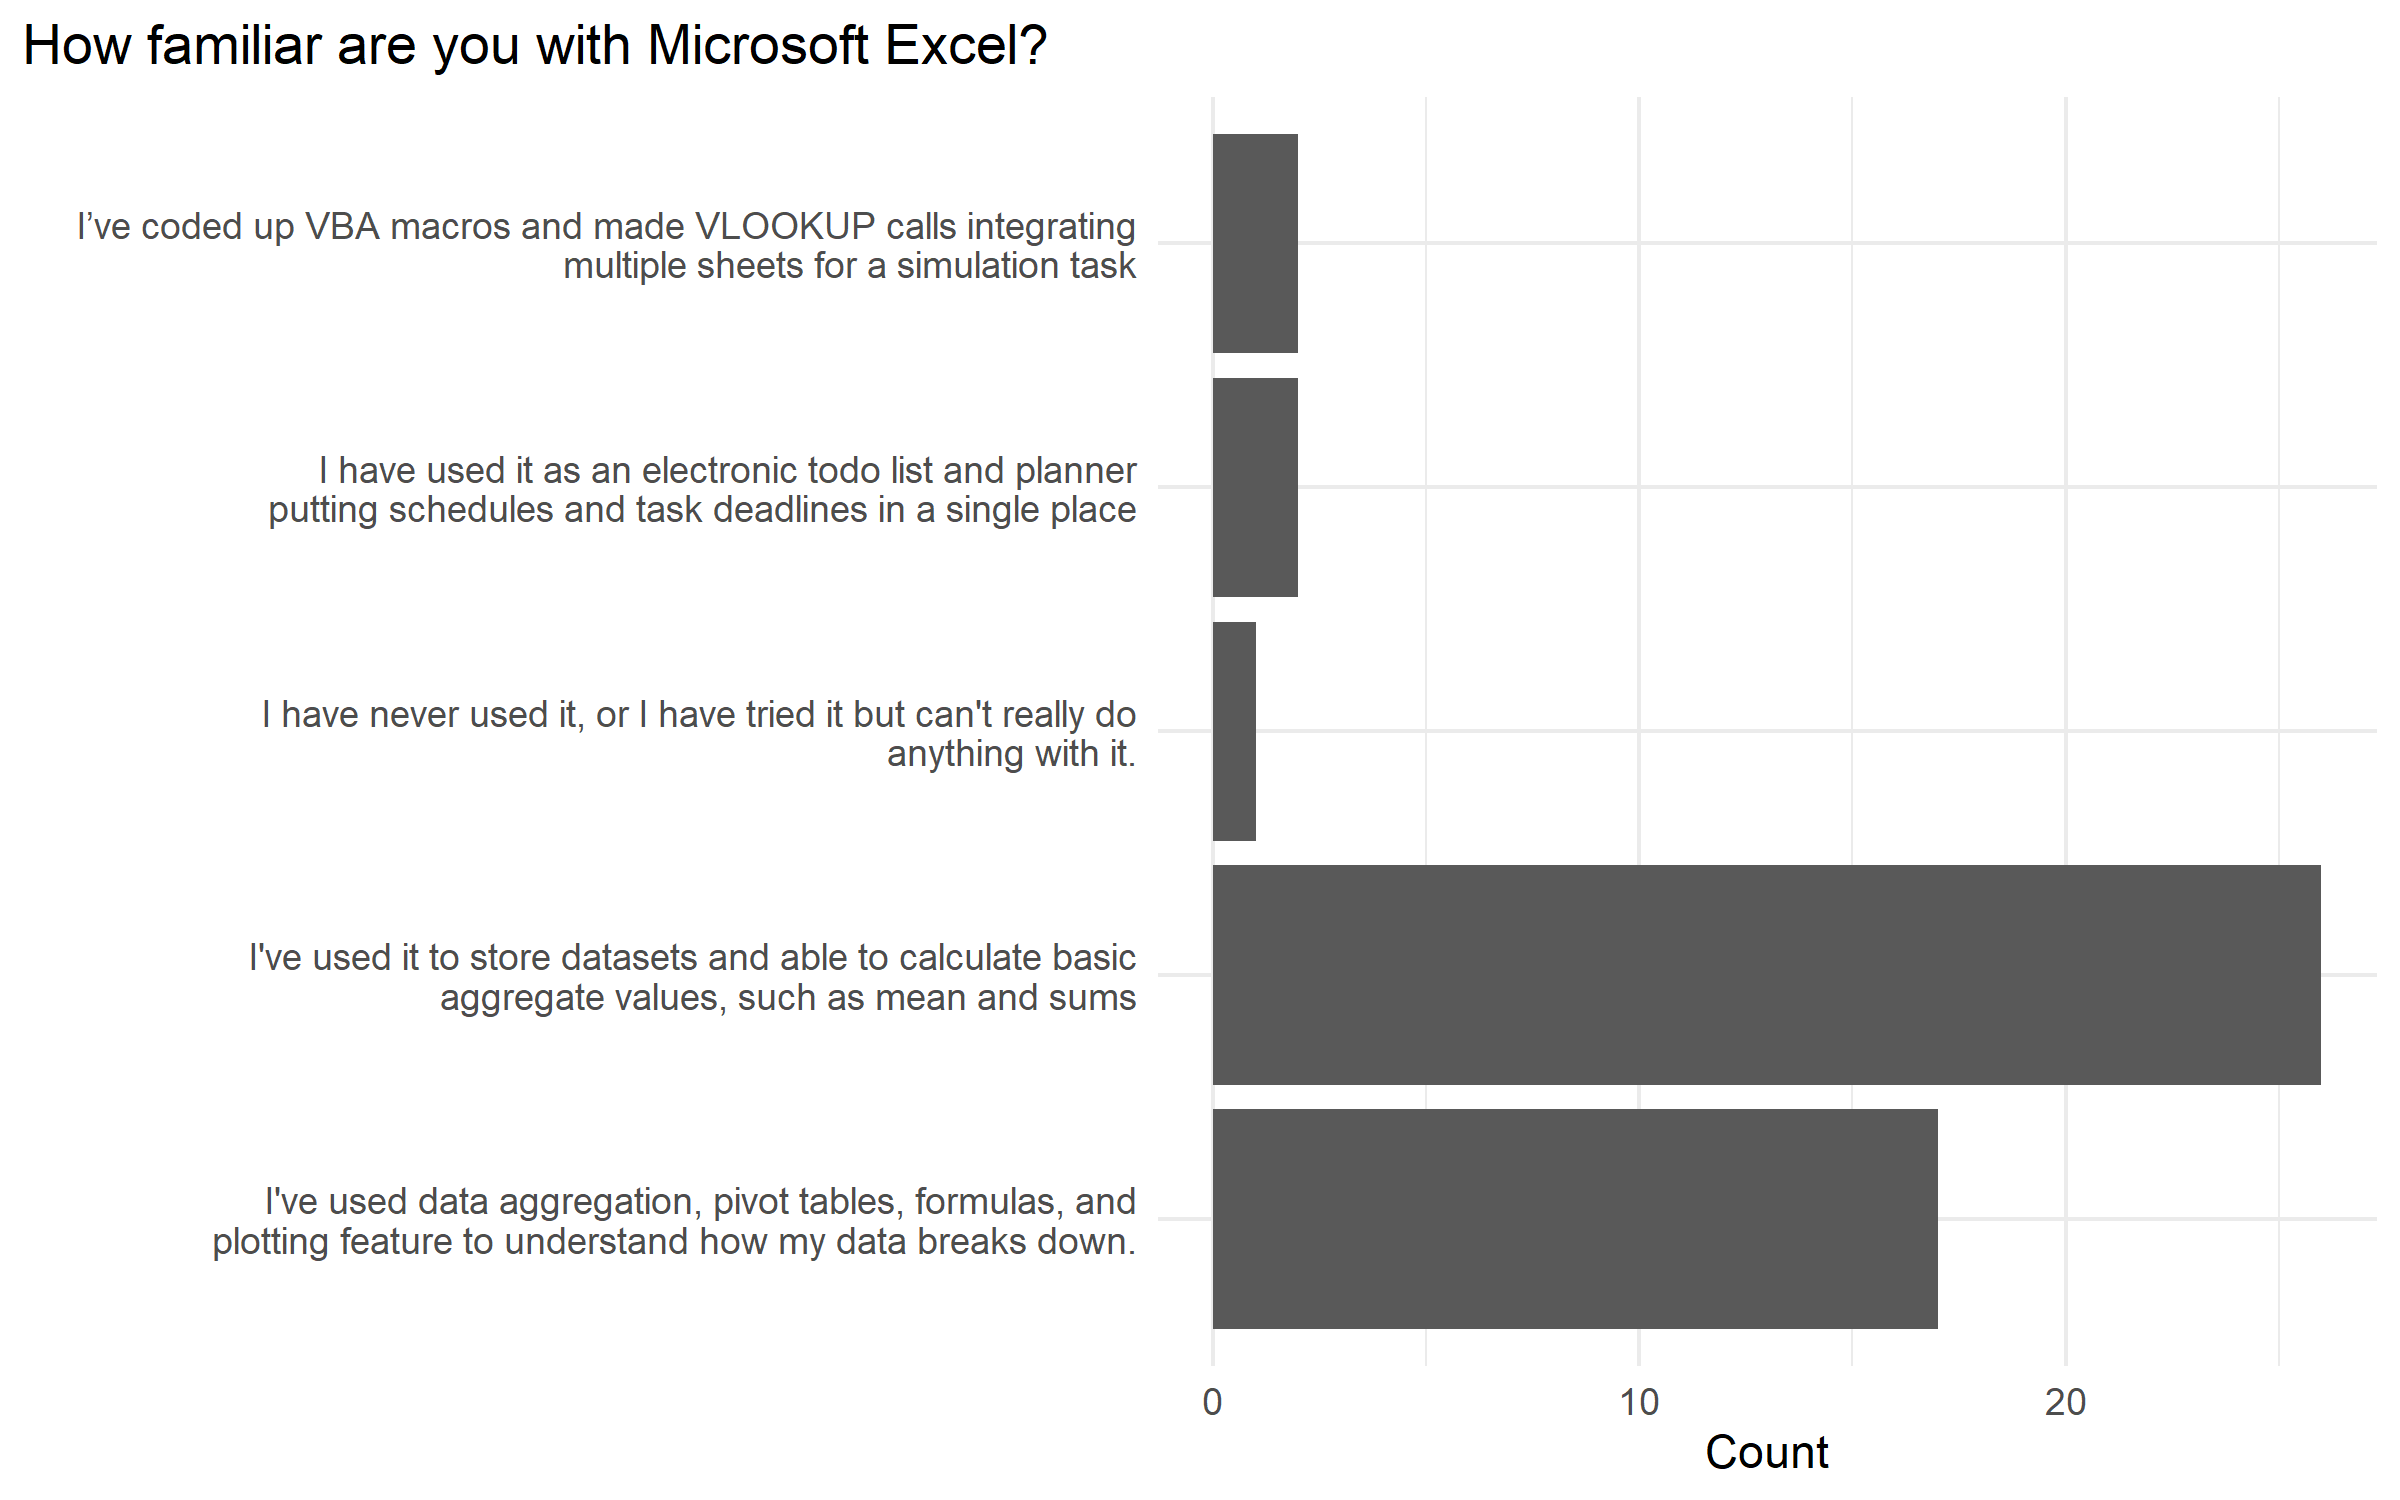 How familiar are you with Microsoft Excel?
I’ve coded up VBA macros and made VLOOKUP calls integrating
multiple sheets for a simulation task
I have used it as an electronic todo list and planner
putting schedules and task deadlines in a single place
I have never used it, or I have tried it but can't really do
anything with it.
I've used it to store datasets and able to calculate basic
aggregate values, such as mean and sums
I've used data aggregation, pivot tables, formulas, and
plotting feature to understand how my data breaks down.
0 10 20
Count